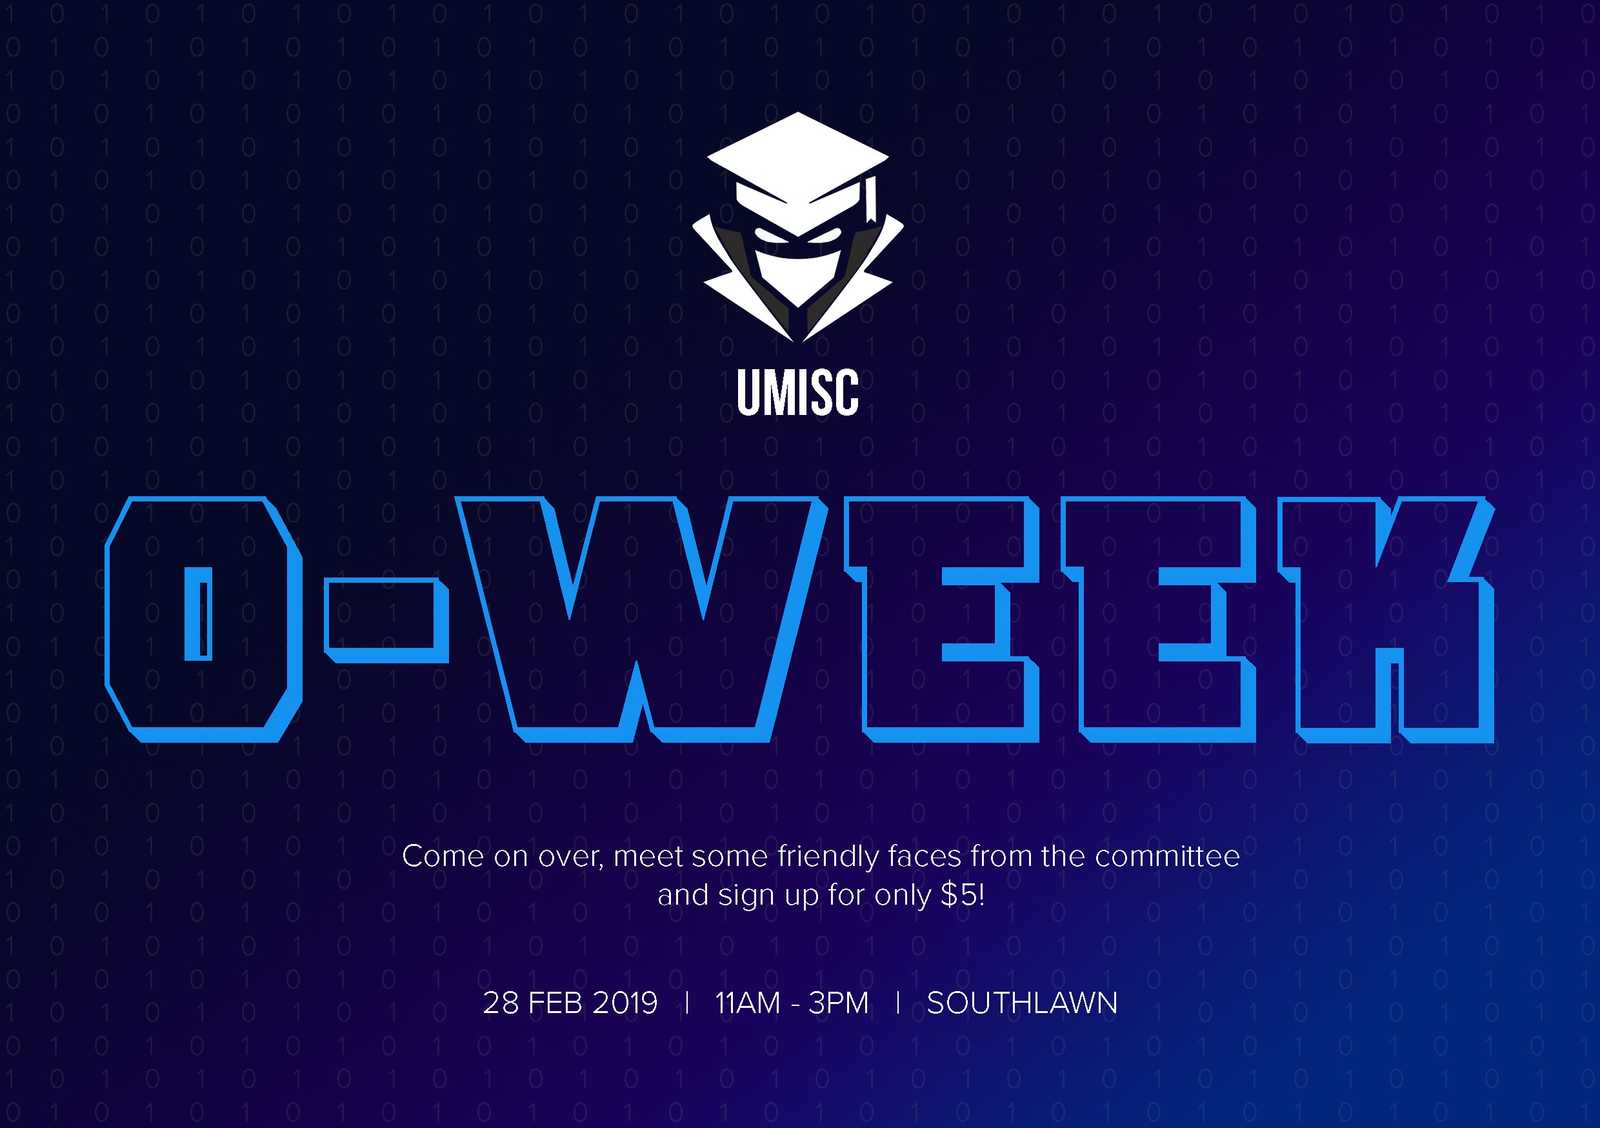 UMISC
O-WEEK
Come on over, meet some friendly faces from the committee
and sign up for only $5!
28 FEB 2019 | 11AM - 3PM | SOUTHLAWN